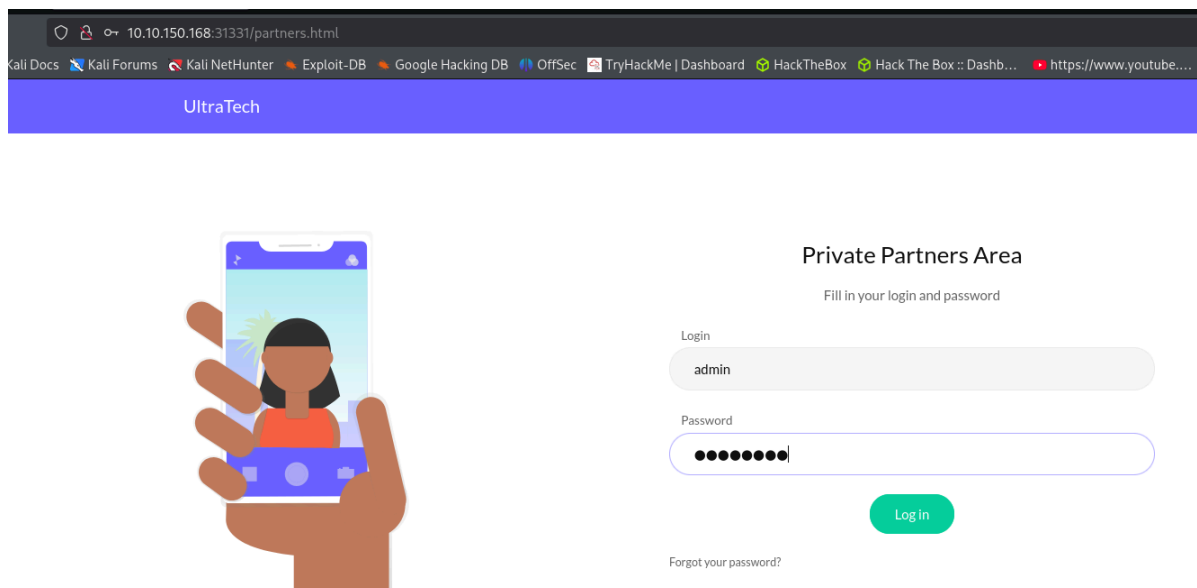 10.10.150.168:31331/partners.html
Kali Docs Kali Forums Kali NetHunter Exploit-DB Google Hacking DB OffSec TryHackMe | Dashboard HackTheBox Hack The Box :: Dashb... https://www.youtube....
UltraTech
Private Partners Area
Fill in your login and password
Login
admin
Password
●●●●●●●●
Log in
Forgot your password?